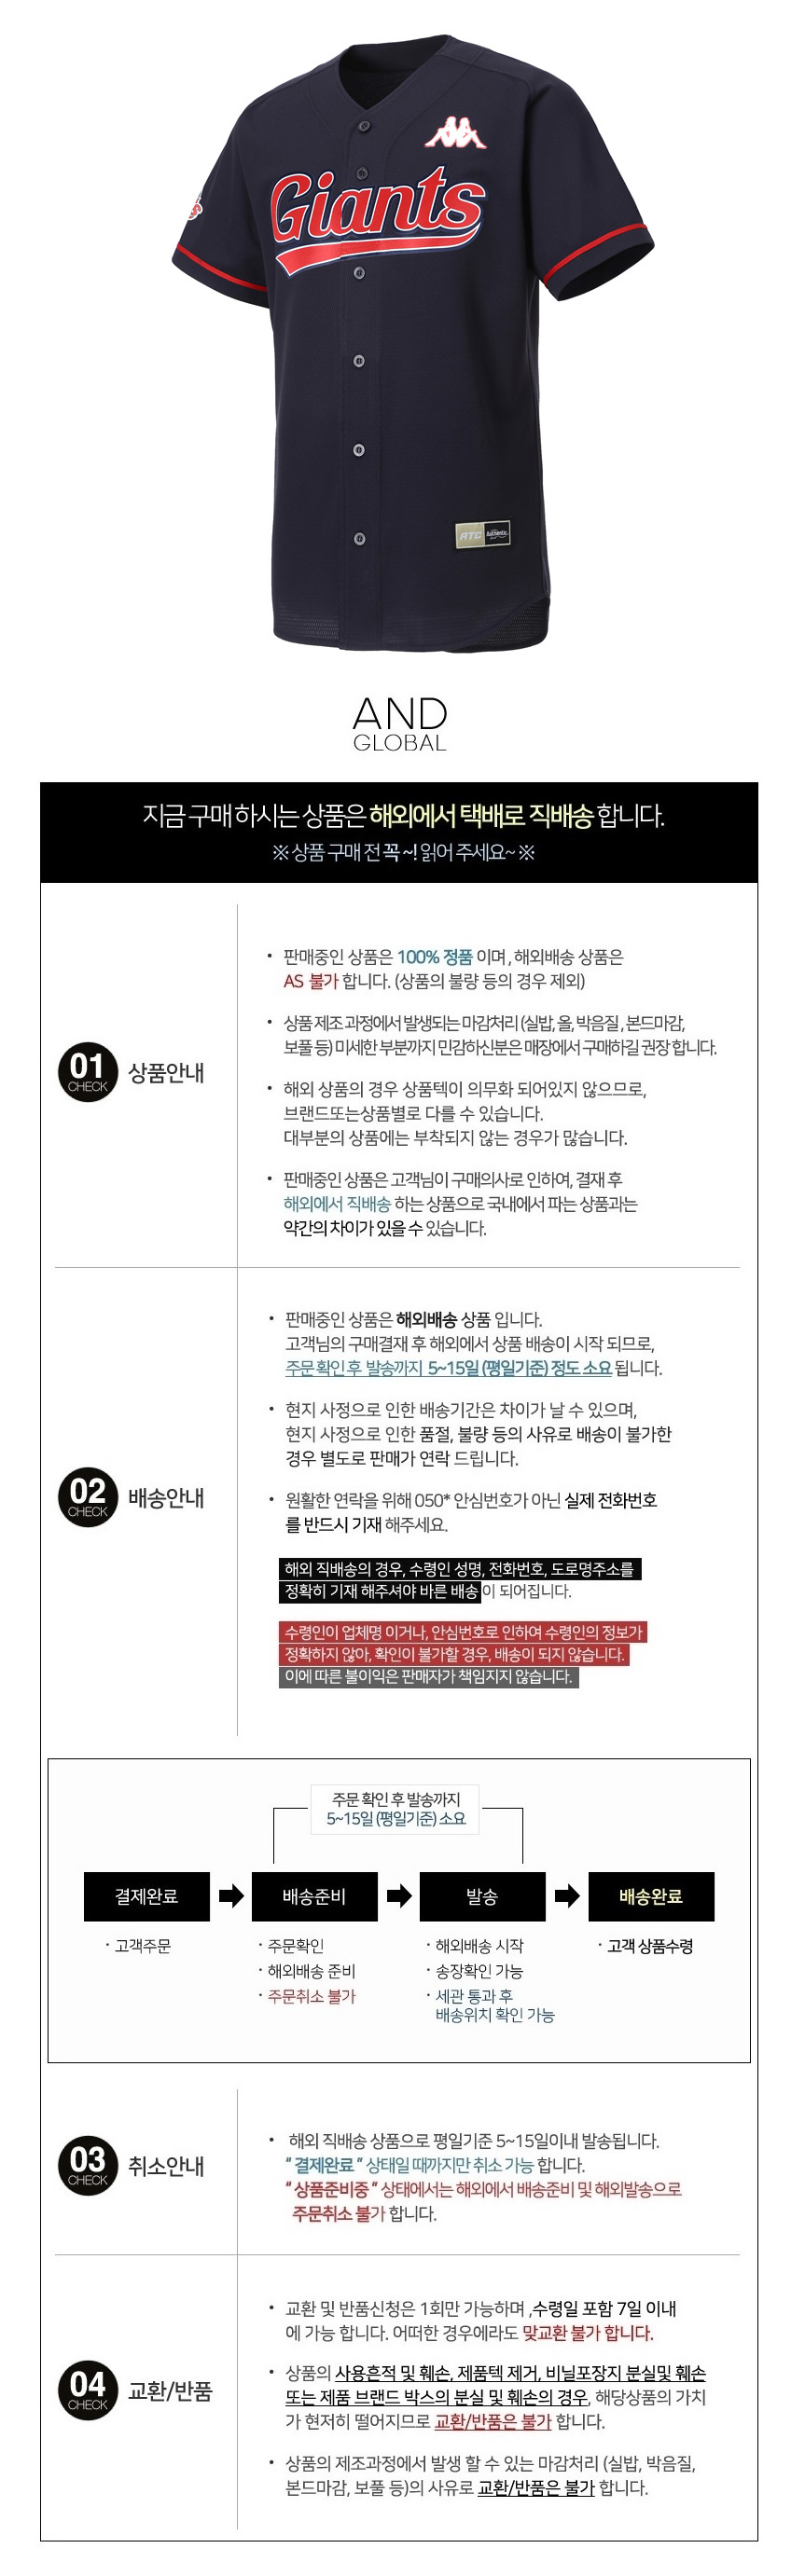 Giants
ATC
authentic
AND
GLOBAL
지금 구매 하시는 상품은 해외에서 택배로 직배송 합니다.
※ 상품 구매 전 꼭 ~! 읽어 주세요~ ※
01
CHECK
상품안내
• 판매중인 상품은 100% 정품 이며, 해외배송 상품은
AS 불가 합니다. (상품의 불량 등의 경우 제외)
• 상품 제조 과정에서 발생되는 마감처리 (실밥, 올, 박음질, 본드마감,
보풀 등) 미세한 부분까지 민감하신분은 매장에서 구매하길 권장 합니다.
• 해외 상품의 경우 상품텍이 의무화 되어있지 않으므로,
브랜드또는상품별로 다를 수 있습니다.
대부분의 상품에는 부착되지 않는 경우가 많습니다.
• 판매중인 상품은 고객님이 구매의사로 인하여, 결재 후
해외에서 직배송 하는 상품으로 국내에서 파는 상품과는
약간의 차이가 있을 수 있습니다.
02
CHECK
배송안내
• 판매중인 상품은 해외배송 상품 입니다.
고객님의 구매결재 후 해외에서 상품 배송이 시작 되므로,
주문 확인 후 발송까지 5~15일 (평일기준) 정도 소요 됩니다.
• 현지 사정으로 인한 배송기간은 차이가 날 수 있으며,
현지 사정으로 인한 품절, 불량 등의 사유로 배송이 불가한
경우 별도로 판매가 연락 드립니다.
• 원활한 연락을 위해 050* 안심번호가 아닌 실제 전화번호
를 반드시 기재 해주세요.
해외 직배송의 경우, 수령인 성명, 전화번호, 도로명주소를
정확히 기재 해주셔야 바른 배송이 되어집니다.
수령인이 업체명 이거나, 안심번호로 인하여 수령인의 정보가
정확하지 않아, 확인이 불가할 경우, 배송이 되지 않습니다.
이에 따른 불이익은 판매자가 책임지지 않습니다.
주문 확인 후 발송까지
5~15일 (평일기준) 소요
결제완료
배송준비
발송
배송완료
· 고객주문
· 주문확인
· 해외배송 준비
· 주문취소 불가
· 해외배송 시작
· 송장확인 가능
· 세관 통과 후
배송위치 확인 가능
· 고객 상품수령
03
CHECK
취소안내
• 해외 직배송 상품으로 평일기준 5~15일이내 발송됩니다.
“ 결제완료 ” 상태일 때까지만 취소 가능 합니다.
“ 상품준비중 ” 상태에서는 해외에서 배송준비 및 해외발송으로
주문취소 불가 합니다.
04
CHECK
교환/반품
• 교환 및 반품신청은 1회만 가능하며 ,수령일 포함 7일 이내
에 가능 합니다. 어떠한 경우에라도 맞교환 불가 합니다.
• 상품의 사용흔적 및 훼손, 제품텍 제거, 비닐포장지 분실및 훼손
또는 제품 브랜드 박스의 분실 및 훼손의 경우, 해당상품의 가치
가 현저히 떨어지므로 교환/반품은 불가 합니다.
• 상품의 제조과정에서 발생 할 수 있는 마감처리 (실밥, 박음질,
본드마감, 보풀 등)의 사유로 교환/반품은 불가 합니다.